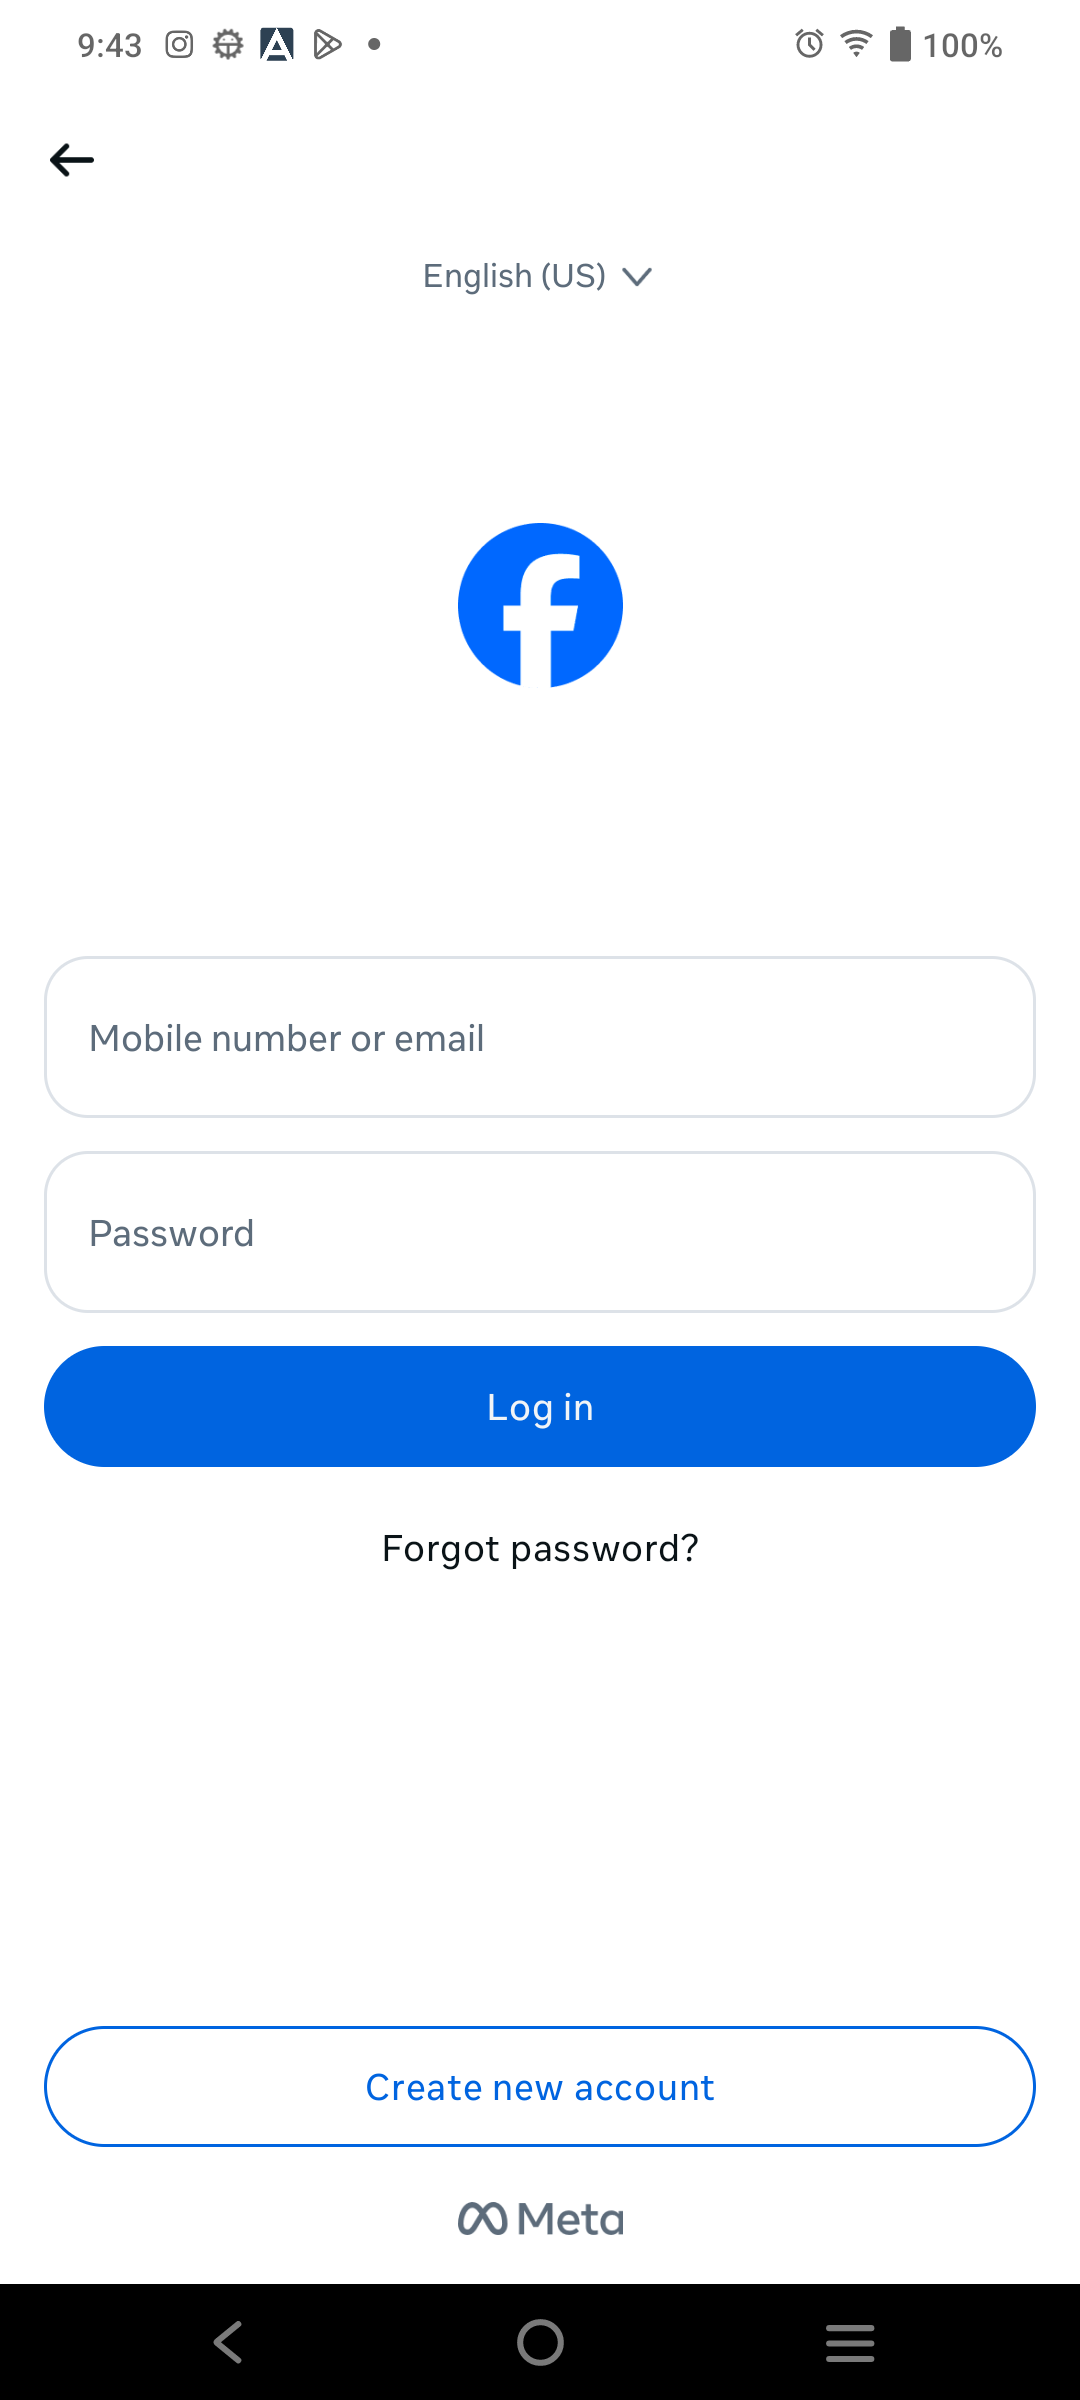 9:43
100%
English (US)
Mobile number or email
Password
Log in
Forgot password?
Create new account
Meta